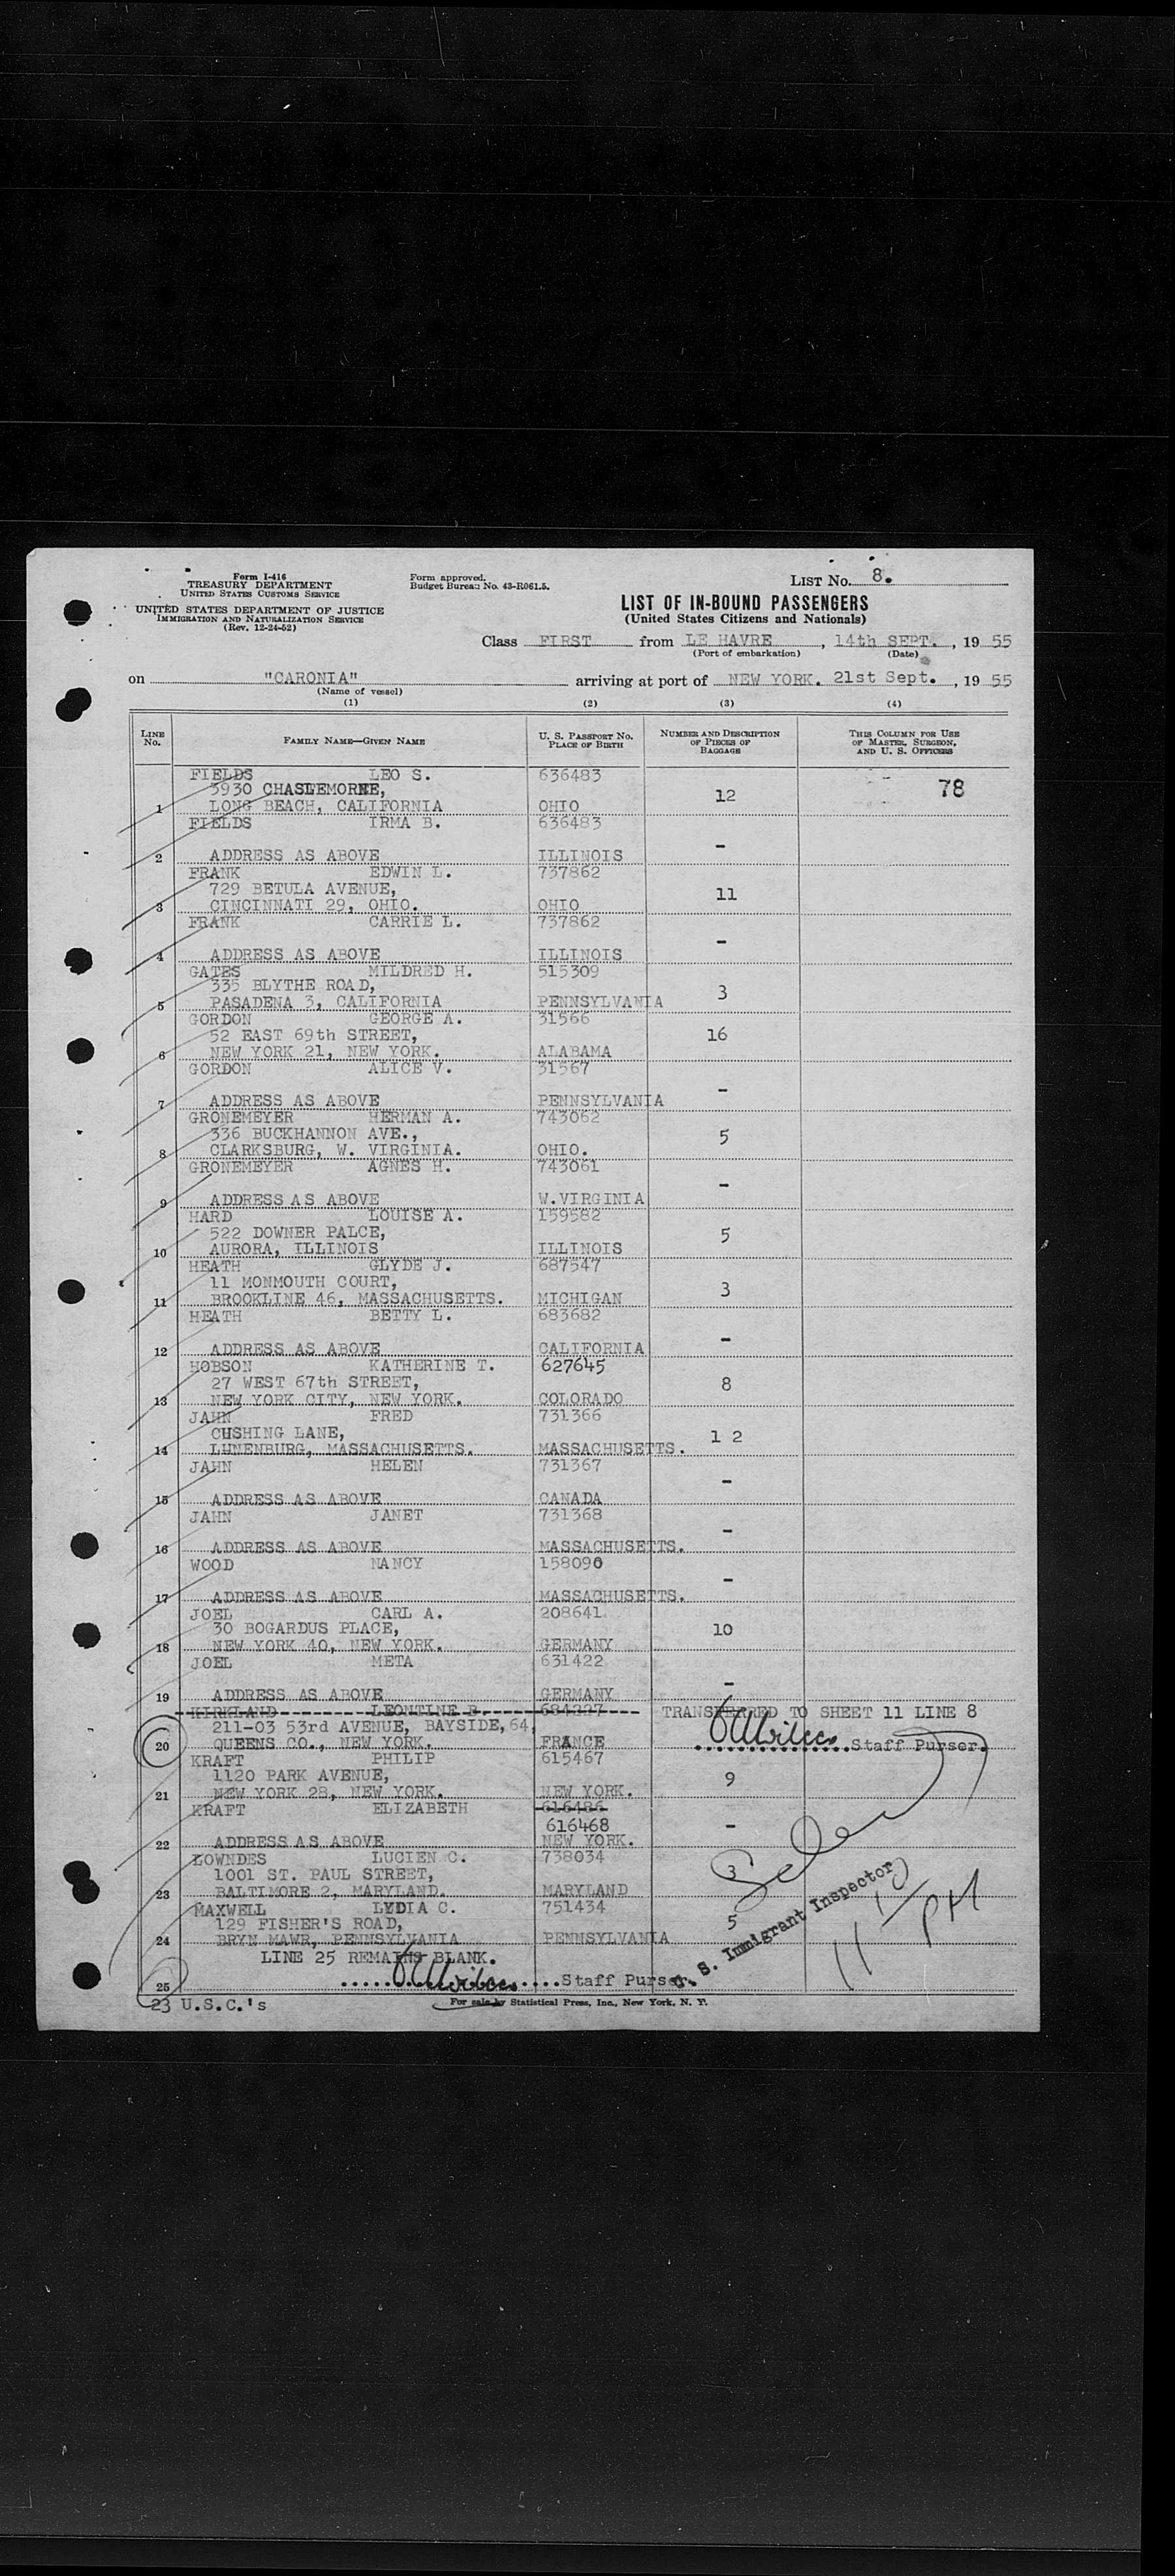 Form I-416
TREASURY DEPARTMENT
UNITED STATES CUSTOMS SERVICE
UNITED STATES DEPARTMENT OF JUSTICE
IMMIGRATION AND NATURALIZATION SERVICE
(Rev. 12-24-52)
Form approved.
Budget Bureau No. 43-R061.5.
LIST No. 8.
LIST OF IN-BOUND PASSENGERS
(United States Citizens and Nationals)
Class FIRST from LE HAVRE, 14th SEPT., 19 55
(Port of embarkation) (Date)
on "CARONIA" arriving at port of NEW YORK. 21st Sept., 19 55
(Name of vessel)
(1) (2) (3) (4)
LINE No. FAMILY NAME—GIVEN NAME U. S. PASSPORT No. PLACE OF BIRTH NUMBER AND DESCRIPTION OF PIECES OF BAGGAGE THIS COLUMN FOR USE OF MASTER, SURGEON, AND U. S. OFFICERS
FIELDS LEO S. 636483
3930 CHASLEMORKE, 12 78
1 LONG BEACH, CALIFORNIA OHIO
FIELDS IRMA B. 636483
-
2 ADDRESS AS ABOVE ILLINOIS
FRANK EDWIN L. 737862
729 BETULA AVENUE, 11
3 CINCINNATI 29, OHIO. OHIO
FRANK CARRIE L. 737862
-
4 ADDRESS AS ABOVE ILLINOIS
GATES MILDRED H. 515309
335 BLYTHE ROAD, 3
5 PASADENA 3, CALIFORNIA PENNSYLVANIA
GORDON GEORGE A. 31566
52 EAST 69th STREET, 16
6 NEW YORK 21, NEW YORK. ALABAMA
GORDON ALICE V. 31567
-
7 ADDRESS AS ABOVE PENNSYLVANIA
GRONEMEYER HERMAN A. 743062
336 BUCKHANNON AVE., 5
8 CLARKSBURG, W. VIRGINIA. OHIO.
GRONEMEYER AGNES H. 743061
-
9 ADDRESS AS ABOVE W.VIRGINIA
HARD LOUISE A. 159582
522 DOWNER PALCE, 5
10 AURORA, ILLINOIS ILLINOIS
HEATH GLYDE J. 687547
11 MONMOUTH COURT, 3
11 BROOKLINE 46, MASSACHUSETTS. MICHIGAN
HEATH BETTY L. 683682
-
12 ADDRESS AS ABOVE CALIFORNIA
HOBSON KATHERINE T. 627645
27 WEST 67th STREET, 8
13 NEW YORK CITY, NEW YORK. COLORADO
JAHN FRED 731366
CUSHING LANE, 1 2
14 LUNENBURG, MASSACHUSETTS. MASSACHUSETTS.
JAHN HELEN 731367
-
15 ADDRESS AS ABOVE CANADA
JAHN JANET 731368
-
16 ADDRESS AS ABOVE MASSACHUSETTS.
WOOD NANCY 158090
-
17 ADDRESS AS ABOVE MASSACHUSETTS.
JOEL CARL A. 208641
30 BOGARDUS PLACE, 10
18 NEW YORK 40, NEW YORK. GERMANY
JOEL META 631422
-
19 ADDRESS AS ABOVE GERMANY
KIRKLAND LEONTINE B. 684227 TRANSFERRED TO SHEET 11 LINE 8
211-03 53rd AVENUE, BAYSIDE, 64,
20 QUEENS CO., NEW YORK. FRANCE Staff Purser.
KRAFT PHILIP 615467
1120 PARK AVENUE, 9
21 NEW YORK 28, NEW YORK. NEW YORK.
KRAFT ELIZABETH 616486
616468 -
22 ADDRESS AS ABOVE NEW YORK.
LOWNDES LUCIEN C. 738034
1001 ST. PAUL STREET, 3
23 BALTIMORE 2, MARYLAND. MARYLAND
MAXWELL LYDIA C. 751434
129 FISHER'S ROAD, 5
24 BRYN MAWR, PENNSYLVANIA PENNSYLVANIA
U. S. Immigrant Inspector
11 10 PM
LINE 25 REMAINS BLANK.
25 Staff Purser.
23 U.S.C.'s
For sale by Statistical Press, Inc., New York, N. Y.